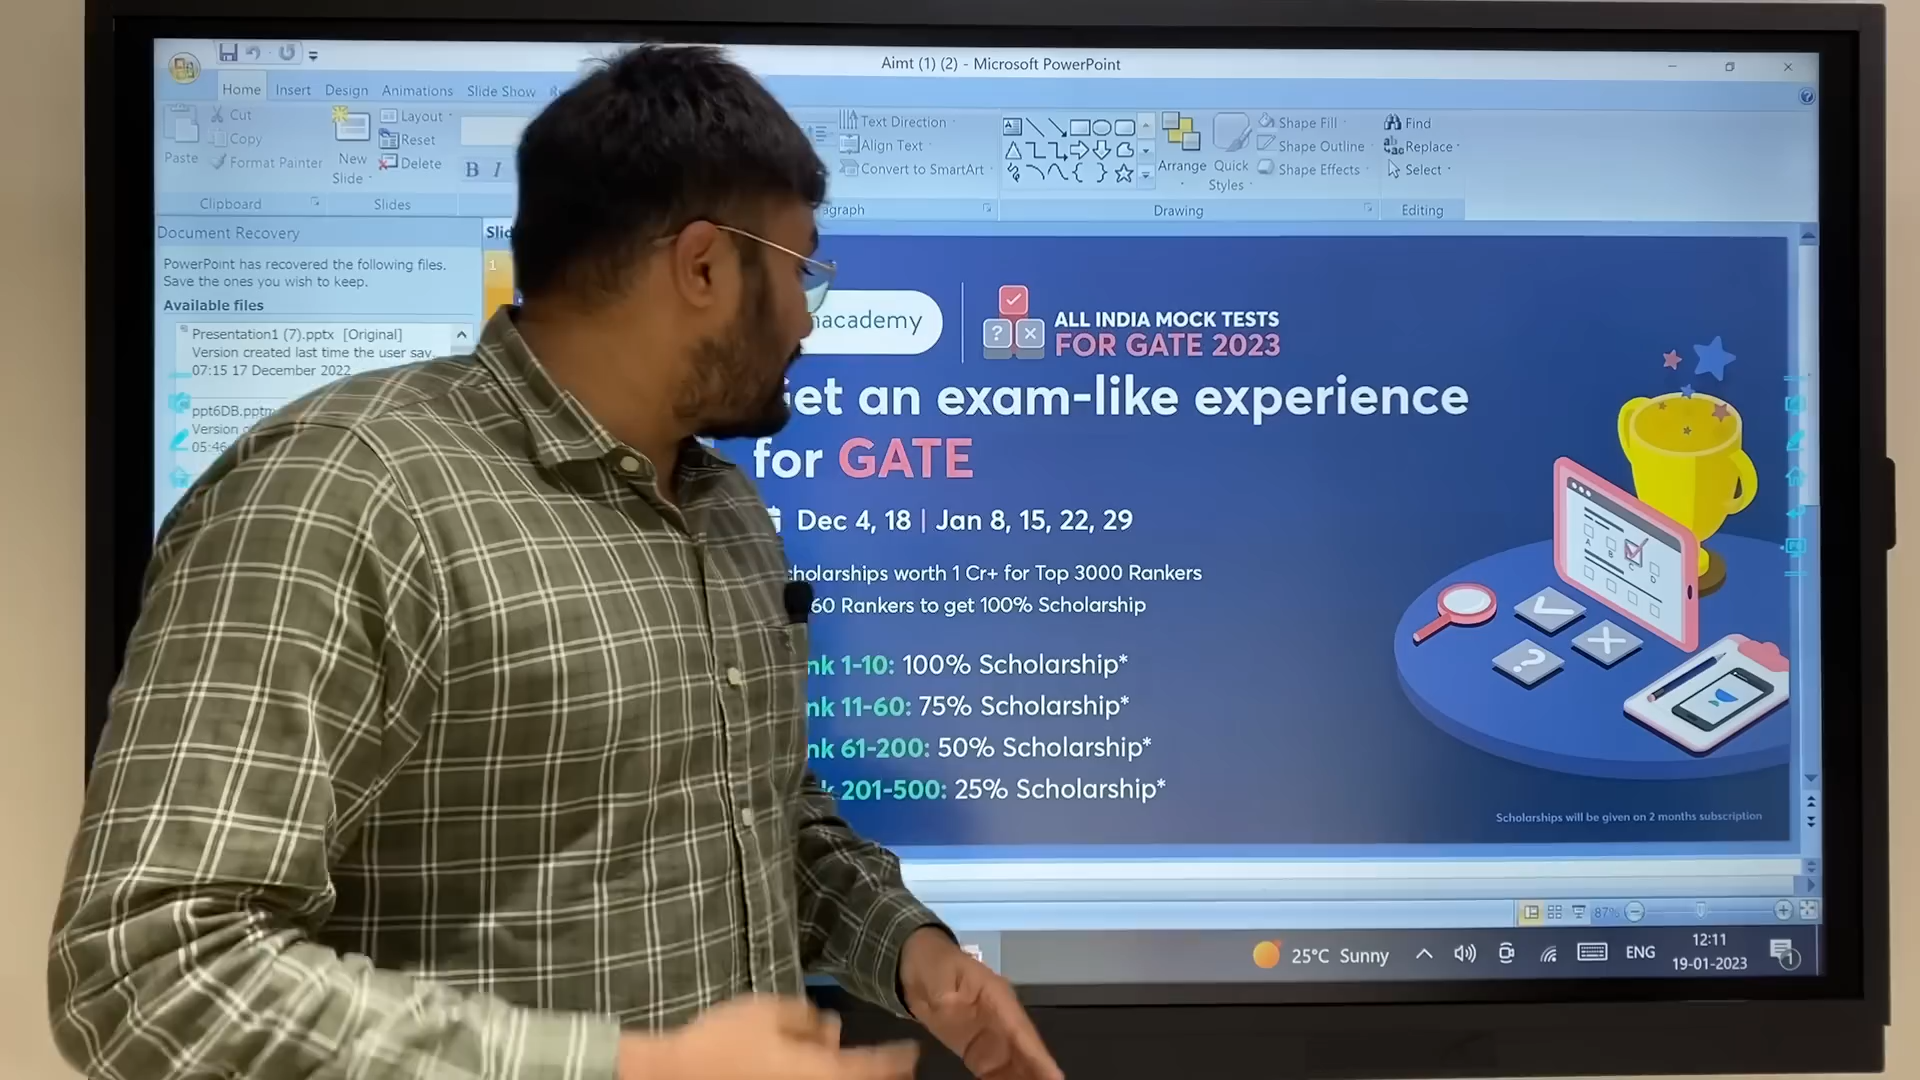 Aimt (1) (2) - Microsoft PowerPoint
Home Insert Design Animations Slide Show
Cut
Copy
Format Painter
Paste
Clipboard
New
Slide
Layout
Reset
Delete
Slides
B I
Text Direction
Align Text
Convert to SmartArt
agraph
Arrange
Quick
Styles
Shape Fill
Shape Outline
Shape Effects
Drawing
Find
Replace
Select
Editing
Document Recovery
PowerPoint has recovered the following files.
Save the ones you wish to keep.
Available files
Presentation1 (7).pptx [Original]
Version created last time the user sav...
07:15 17 December 2022
ppt6DB.pptm
Version
05:46
Slid
1
nacademy
ALL INDIA MOCK TESTS
FOR GATE 2023
Get an exam-like experience
for GATE
Dec 4, 18 | Jan 8, 15, 22, 29
cholarships worth 1 Cr+ for Top 3000 Rankers
60 Rankers to get 100% Scholarship
nk 1-10: 100% Scholarship*
nk 11-60: 75% Scholarship*
nk 61-200: 50% Scholarship*
k 201-500: 25% Scholarship*
A B C D
Scholarships will be given on 2 months subscription
87%
25°C Sunny
ENG
12:11
19-01-2023
1